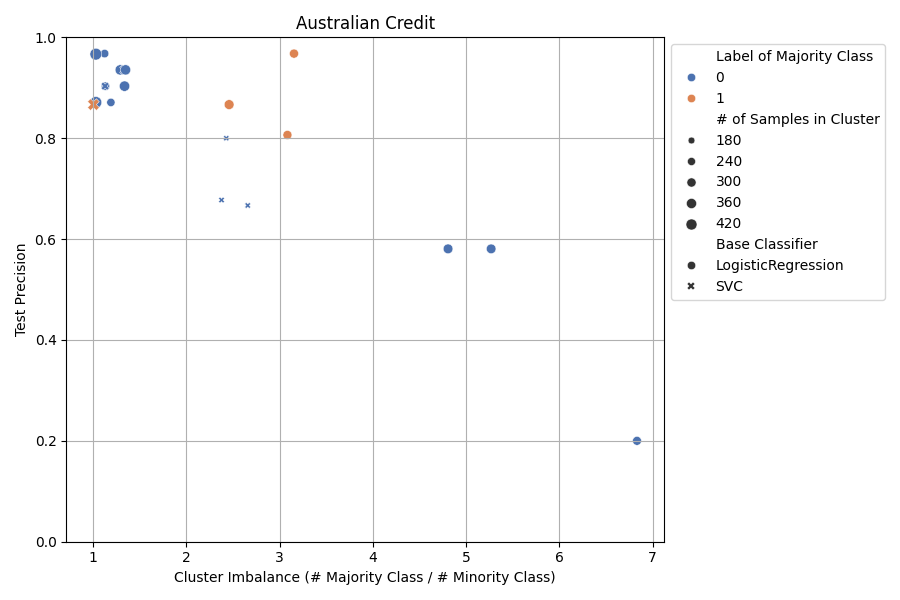 Australian Credit
1.0
0.8
0.6
0.4
0.2
0.0
Test Precision
1
2
3
4
5
6
7
Cluster Imbalance (# Majority Class / # Minority Class)
Label of Majority Class
0
1
# of Samples in Cluster
180
240
300
360
420
Base Classifier
LogisticRegression
SVC